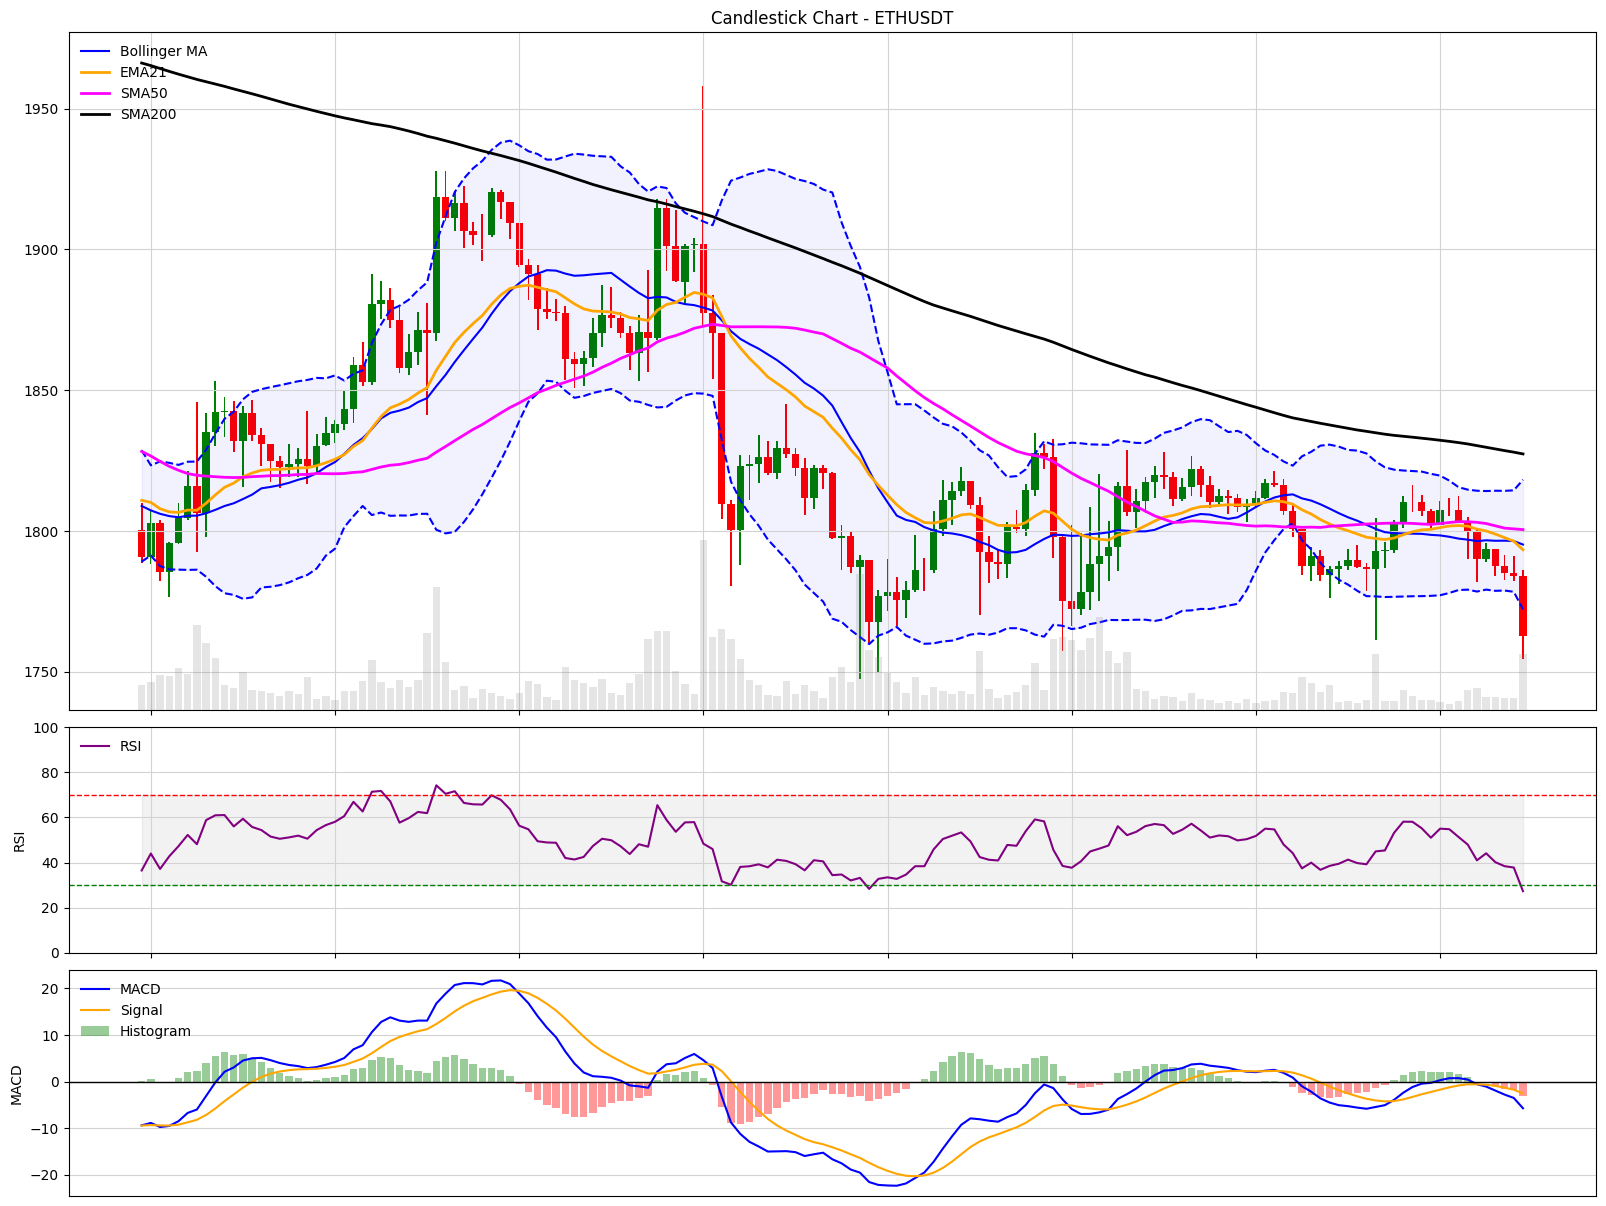 Candlestick Chart - ETHUSDT
Bollinger MA
EMA21
SMA50
SMA200
1950
1900
1850
1800
1750
RSI
100
80
60
40
20
0
RSI
MACD
Signal
Histogram
20
10
0
−10
−20
MACD